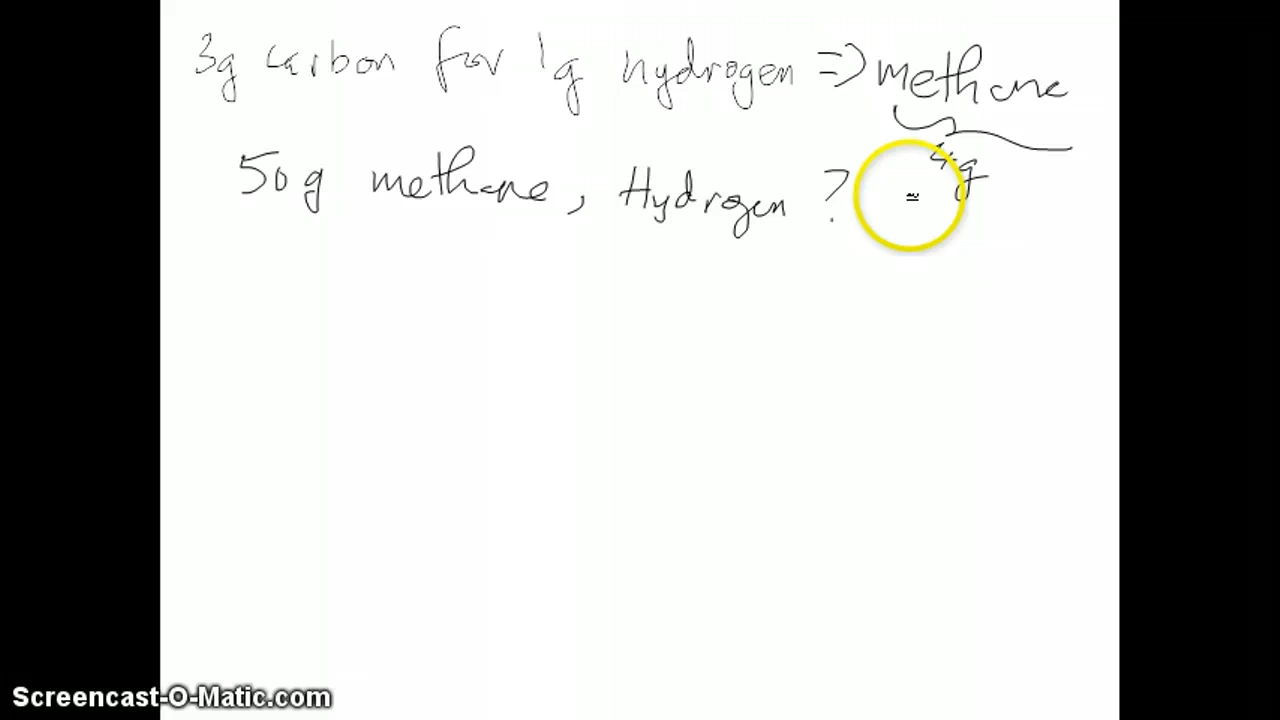 3g carbon for 1g hydrogen => methane
4g
50g methane, Hydrogen ?
Screencast-O-Matic.com